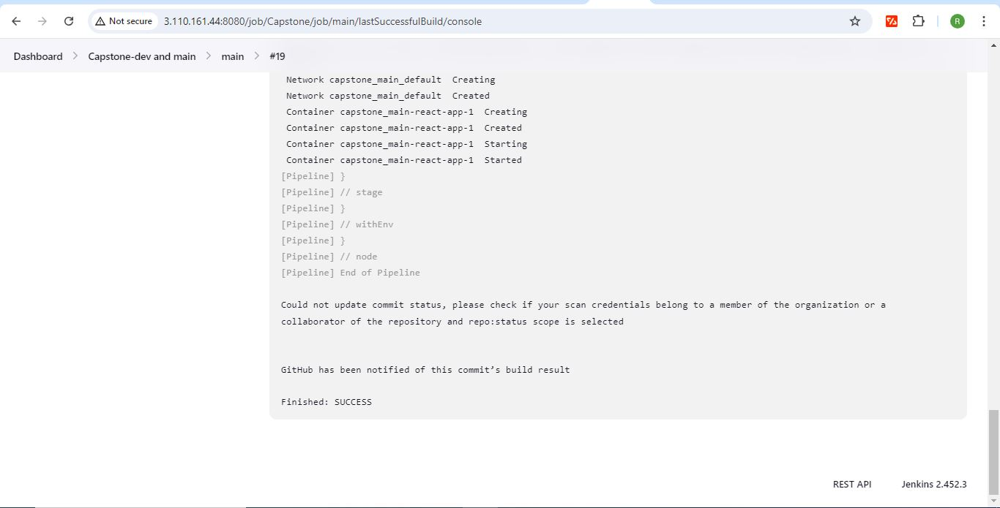 Not secure
3.110.161.44:8080/job/Capstone/job/main/lastSuccessfulBuild/console
R
Dashboard > Capstone-dev and main > main > #19
Network capstone_main_default  Creating
Network capstone_main_default  Created
Container capstone_main-react-app-1  Creating
Container capstone_main-react-app-1  Created
Container capstone_main-react-app-1  Starting
Container capstone_main-react-app-1  Started
[Pipeline] }
[Pipeline] // stage
[Pipeline] }
[Pipeline] // withEnv
[Pipeline] }
[Pipeline] // node
[Pipeline] End of Pipeline
Could not update commit status, please check if your scan credentials belong to a member of the organization or a
collaborator of the repository and repo:status scope is selected
GitHub has been notified of this commit’s build result
Finished: SUCCESS
REST API
Jenkins 2.452.3